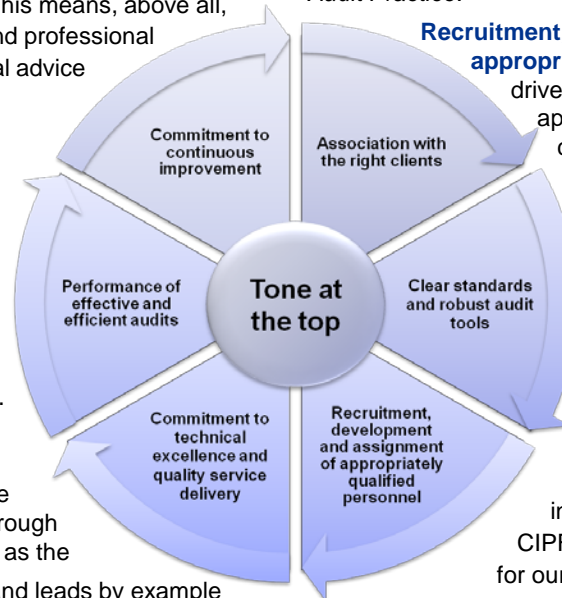 his means, above all,
nd professional
al advice
Audit Practice.
Recruitment
appropr
drive
ap
Commitment to
continuous
improvement
Association with
the right clients
Performance of
effective and
efficient audits
Tone at
the top
Clear standards
and robust audit
tools
Commitment to
technical
excellence and
quality service
delivery
Recruitment,
development
and assignment
of appropriately
qualified
personnel
rough
as the
nd leads by example
in
CIPF
for our